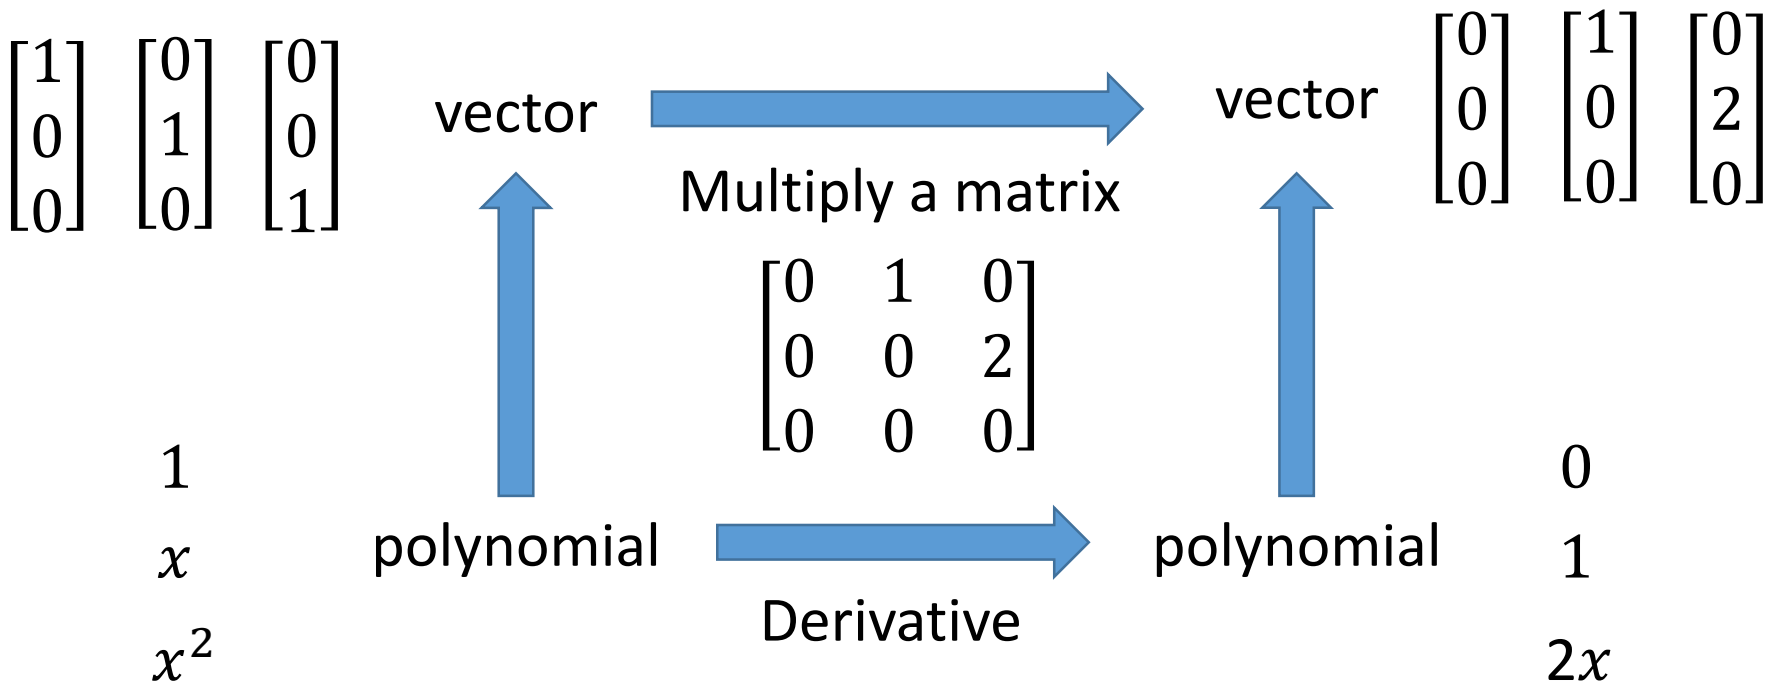 [1 0 0] [0 1 0] [0 0 1]
vector
vector
[0 0 0] [1 0 0] [0 2 0]
Multiply a matrix
[0 1 0
0 0 2
0 0 0]
1
x
x²
polynomial
polynomial
Derivative
0
1
2x